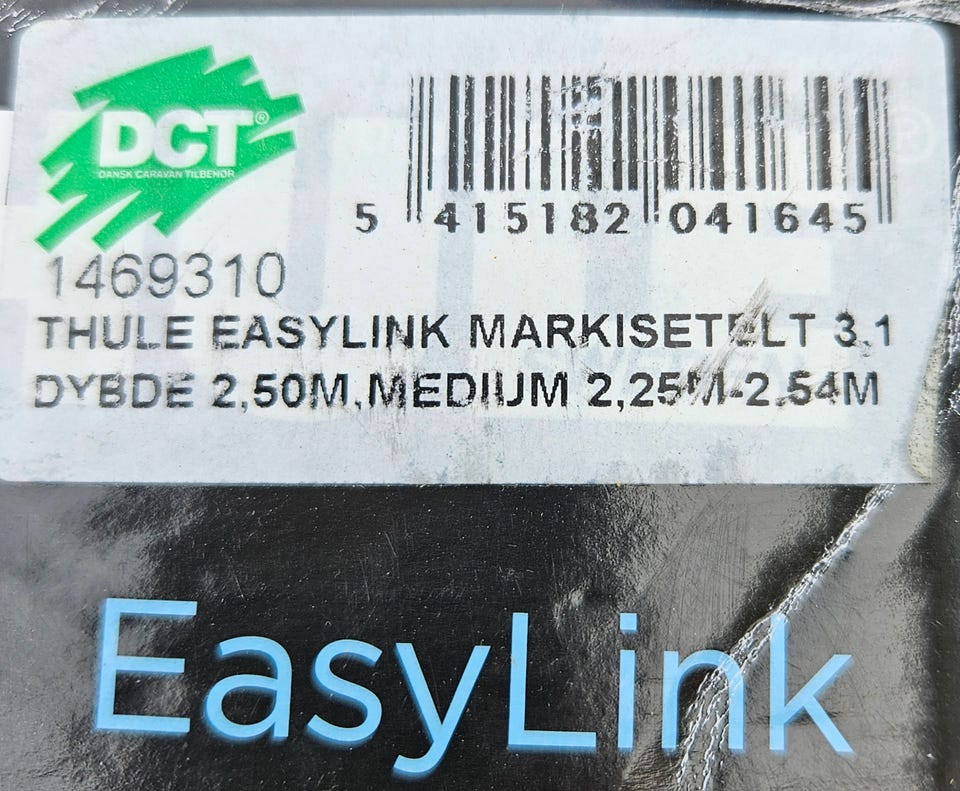 DCT®
DANSK CARAVAN TILBEHØR
5 415182 041645
1469310
THULE EASYLINK MARKISETELT 3.1
DYBDE 2,50M,MEDIUM 2,25M-2,54M
EasyLink